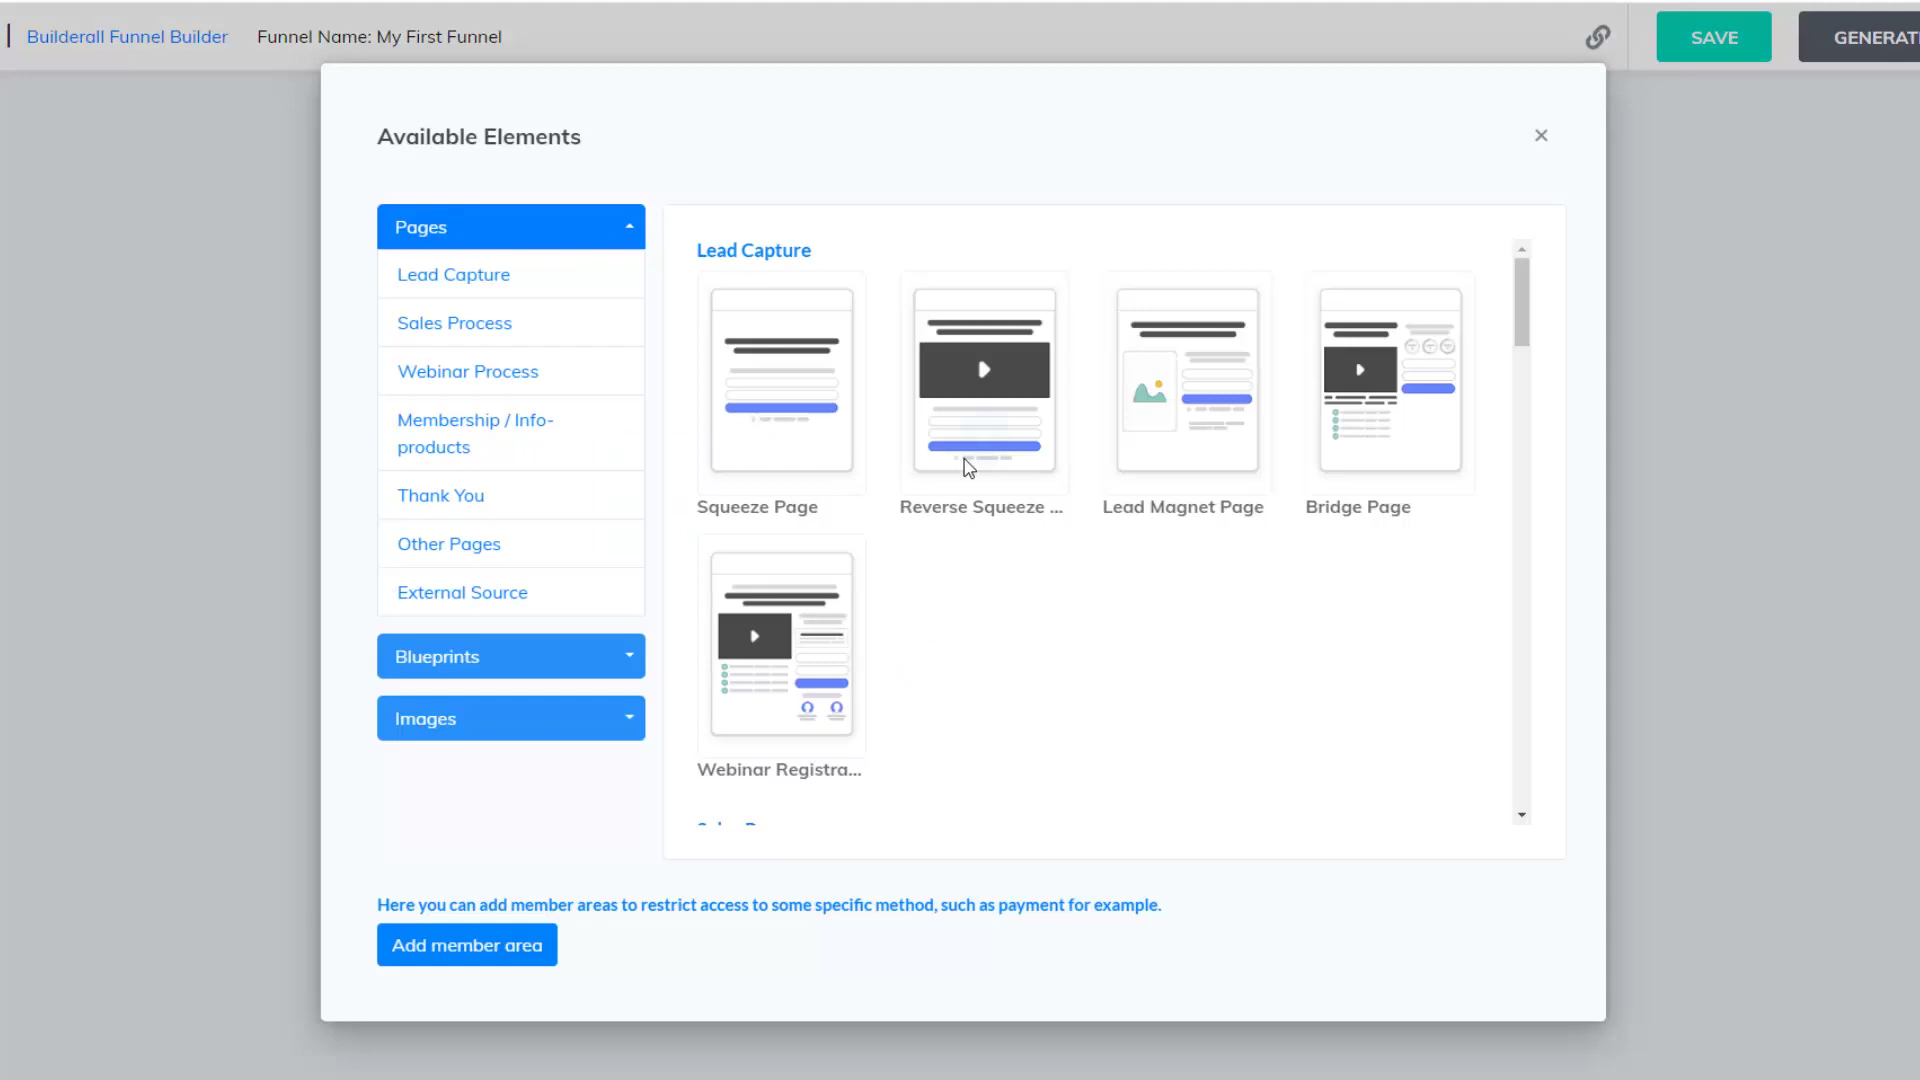 Builderall Funnel Builder Funnel Name: My First Funnel
SAVE
GENERAT
Available Elements
×
Pages
Lead Capture
Sales Process
Webinar Process
Membership / Info-
products
Thank You
Other Pages
External Source
Blueprints
Images
Lead Capture
Squeeze Page
Reverse Squeeze ...
Lead Magnet Page
Bridge Page
Webinar Registra...
Here you can add member areas to restrict access to some specific method, such as payment for example.
Add member area